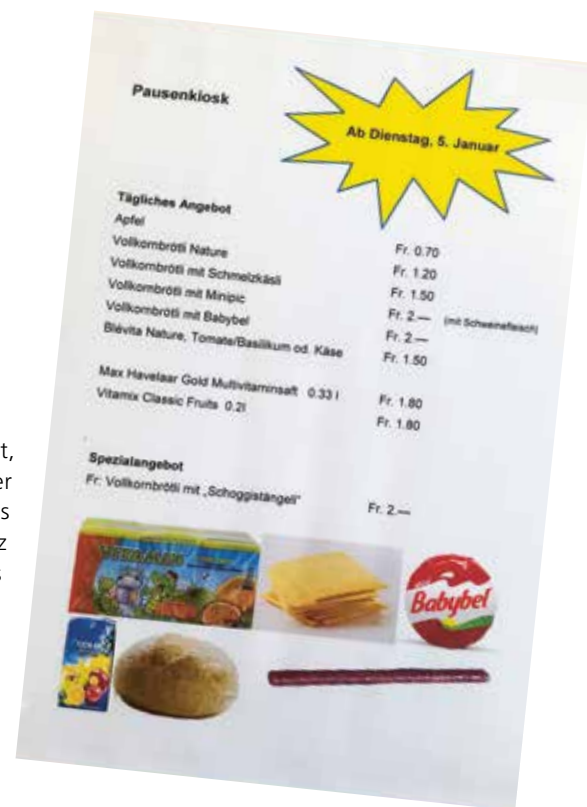 Pausenkiosk
Ab Dienstag, 5. Januar
Tägliches Angebot
Apfel Fr. 0.70
Vollkornbrötli Nature Fr. 1.20
Vollkornbrötli mit Schmelzkäsli Fr. 1.50
Vollkornbrötli mit Minipic Fr. 2.— (mit Schweinefleisch)
Vollkornbrötli mit Babybel Fr. 2.—
Blévita Nature, Tomate/Basilikum od. Käse Fr. 1.50
Max Havelaar Gold Multivitaminsaft 0.33 l Fr. 1.80
Vitamix Classic Fruits 0.2l Fr. 1.80
Spezialangebot
Fr: Vollkornbrötli mit „Schoggistängeli" Fr. 2.—
Babybel
t,
er
s
z
s